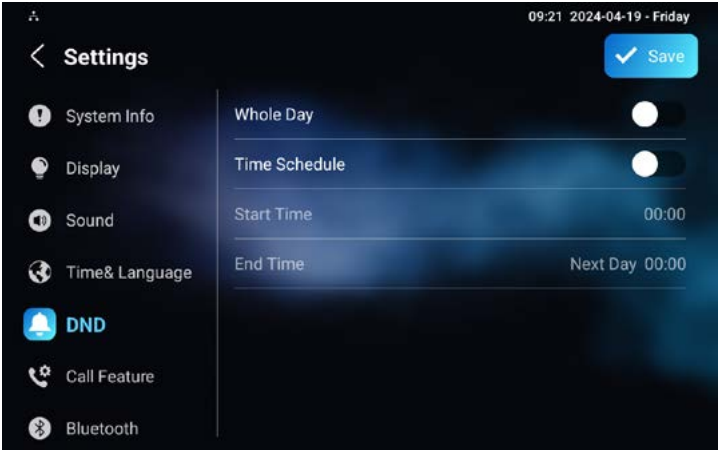 09:21 2024-04-19 - Friday
Settings
Save
System Info
Display
Sound
Time& Language
DND
Call Feature
Bluetooth
Whole Day
Time Schedule
Start Time 00:00
End Time Next Day 00:00